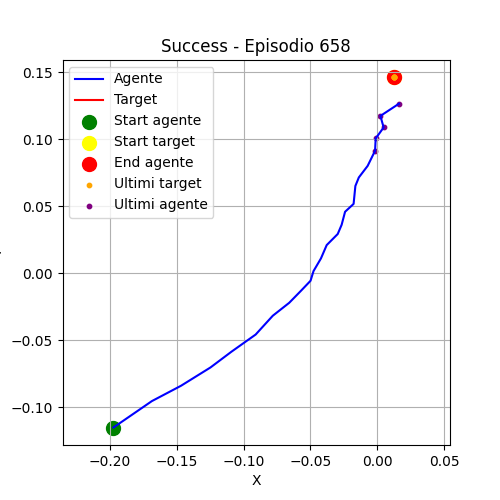 Success - Episodio 658
Agente
Target
Start agente
Start target
End agente
Ultimi target
Ultimi agente
0.15
0.10
0.05
0.00
−0.05
−0.10
−0.20
−0.15
−0.10
−0.05
0.00
0.05
X